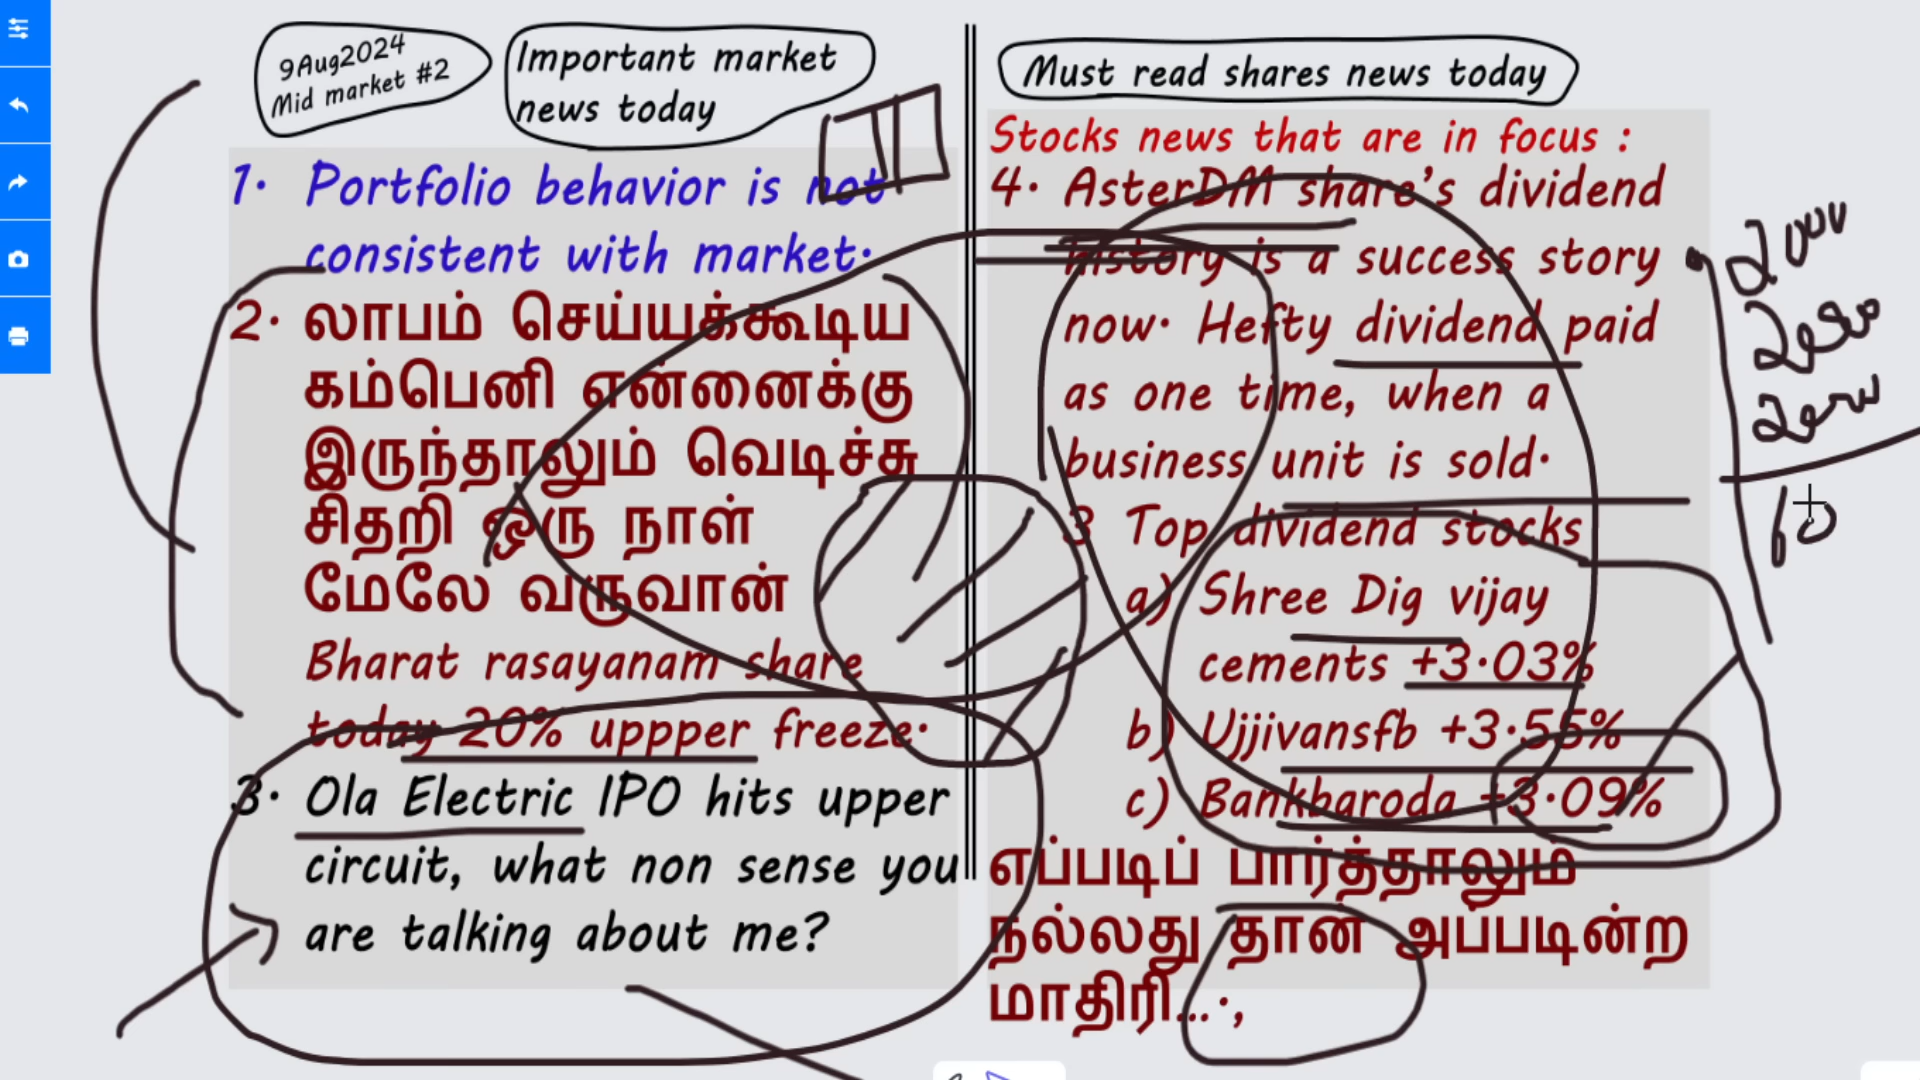 9Aug2024
Mid market #2
Important market
news today
1. Portfolio behavior is not
consistent with market.
2. லாபம் செய்யக்கூடிய
கம்பெனி என்னைக்கு
இருந்தாலும் வெடிச்சு
சிதறி ஒரு நாள்
மேலே வருவான்
Bharat rasayanam share
today 20% uppper freeze.
3. Ola Electric IPO hits upper
circuit, what non sense you
are talking about me?
Must read shares news today
Stocks news that are in focus :
4. AsterDM share's dividend
history is a success story
now. Hefty dividend paid
as one time, when a
business unit is sold.
3 Top dividend stocks
a) Shree Dig vijay
cements +3.03%
b) Ujjivansfb +3.55%
c) Bankbaroda +3.09%
எப்படிப் பார்த்தாலும்
நல்லது தான் அப்படின்ற
மாதிரி....,
Zero
60